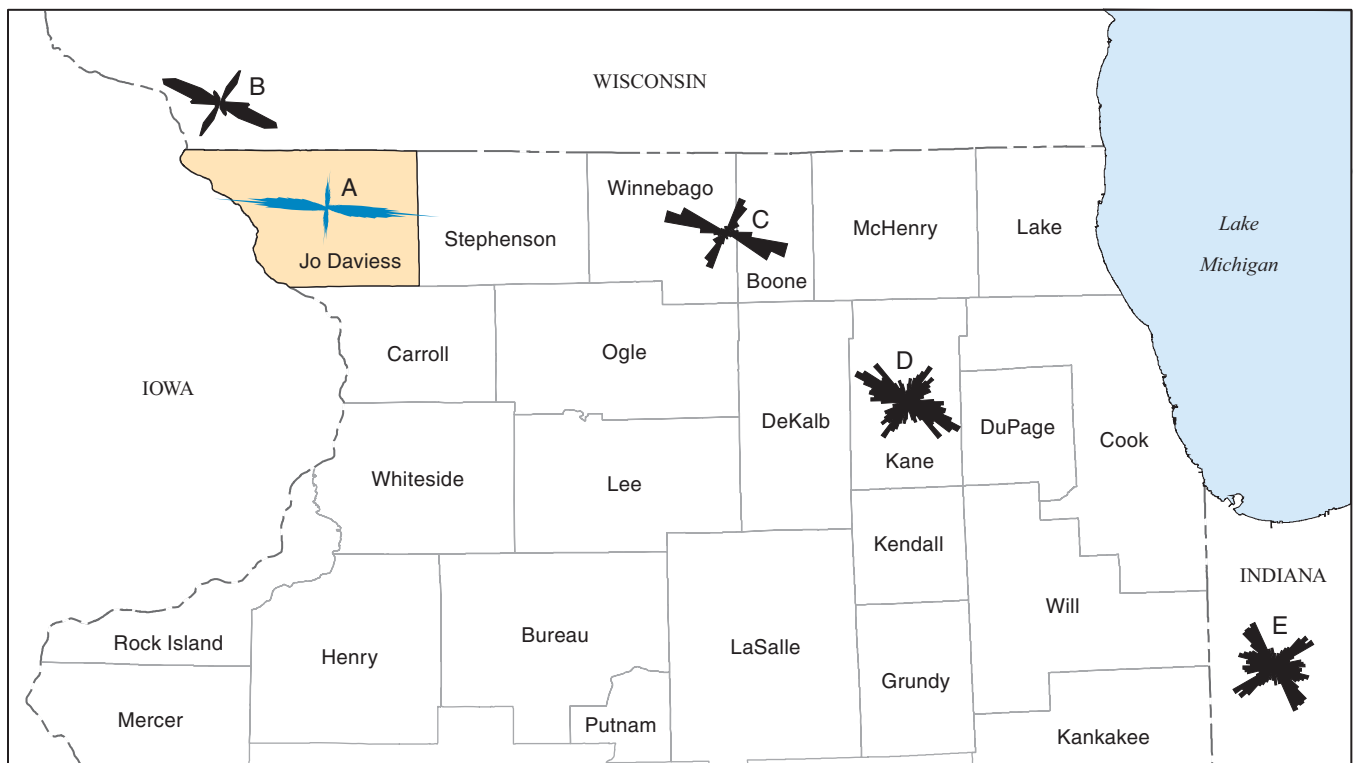 WISCONSIN
B
A
Jo Daviess
Stephenson
Winnebago
C
Boone
McHenry
Lake
Lake
Michigan
IOWA
Carroll
Ogle
DeKalb
D
Kane
DuPage
Cook
Whiteside
Lee
Kendall
INDIANA
Rock Island
Henry
Bureau
LaSalle
Will
E
Mercer
Putnam
Grundy
Kankakee